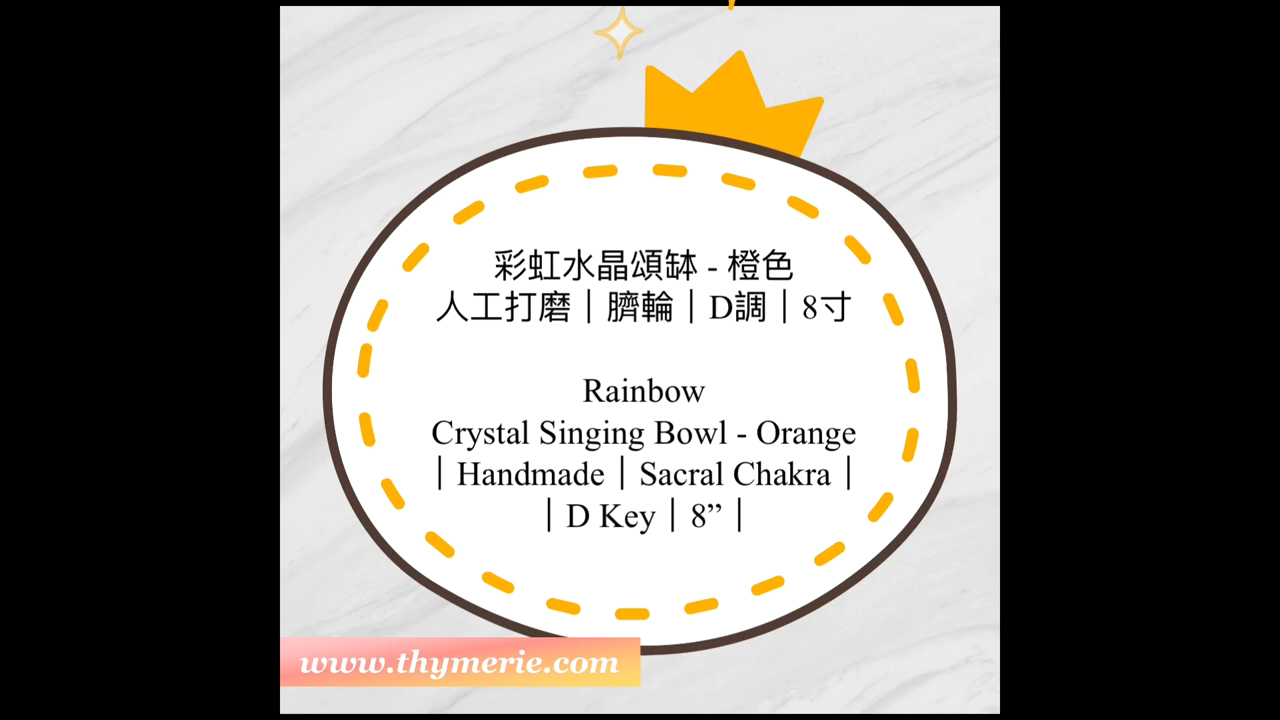 彩虹水晶頌缽 - 橙色
人工打磨｜臍輪｜D調｜8寸
Rainbow
Crystal Singing Bowl - Orange
｜Handmade｜Sacral Chakra｜
｜D Key｜8”｜
www.thymerie.com